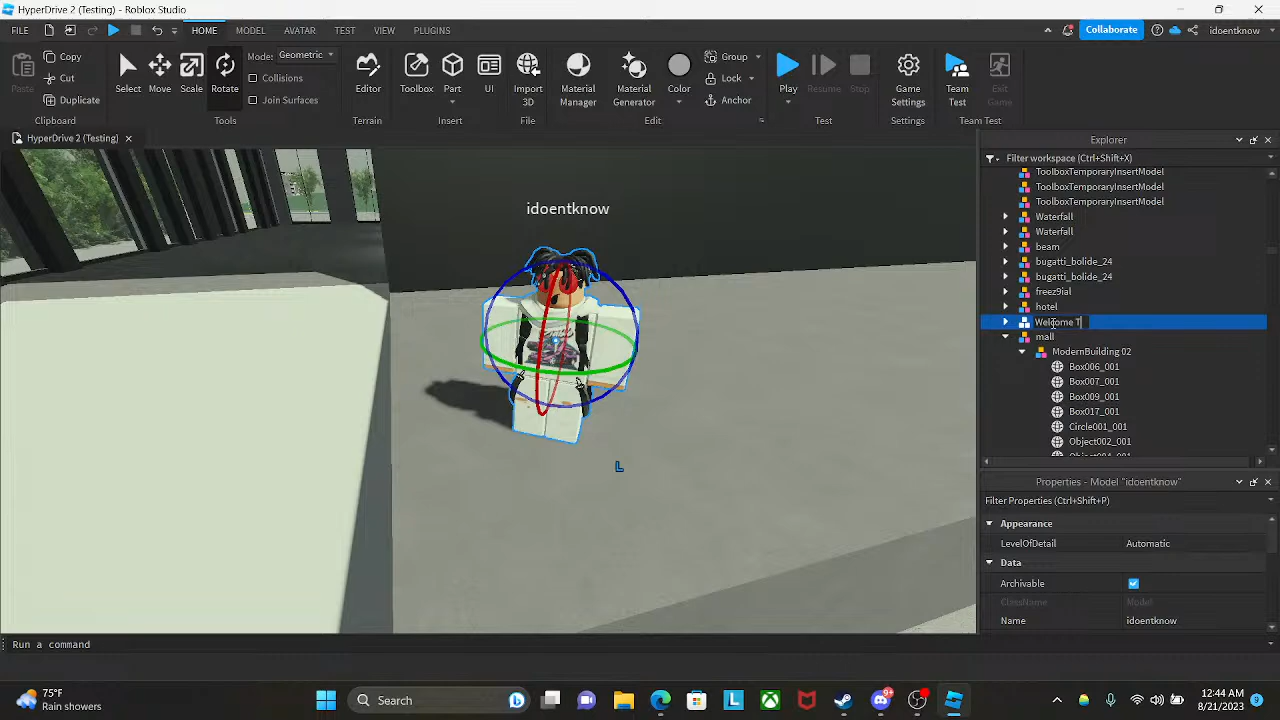 HyperDrive 2 (Testing) - Roblox Studio
FILE HOME MODEL AVATAR TEST VIEW PLUGINS Collaborate idoentknow
Paste Copy Cut Duplicate
Clipboard
Select Move Scale Rotate Mode: Geometric Collisions Join Surfaces
Tools
Editor
Terrain
Toolbox Part UI
Insert
Import 3D
File
Material Manager Material Generator Color Group Lock Anchor
Edit
Play Resume Stop
Test
Game Settings
Settings
Team Test Exit Game
Team Test
HyperDrive 2 (Testing)
idoentknow
L
Explorer
Filter workspace (Ctrl+Shift+X)
ToolboxTemporaryInsertModel
ToolboxTemporaryInsertModel
ToolboxTemporaryInsertModel
Waterfall
Waterfall
beam
bugatti_bolide_24
bugatti_bolide_24
freez9ial
hotel
Welcome T
mall
ModernBuilding 02
Box006_001
Box007_001
Box009_001
Box017_001
Circle001_001
Object002_001
Properties - Model "idoentknow"
Filter Properties (Ctrl+Shift+P)
Appearance
LevelOfDetail Automatic
Data
Archivable
ClassName Model
Name idoentknow
Run a command
75°F
Rain showers
Search
L
9+
12:44 AM
8/21/2023
9